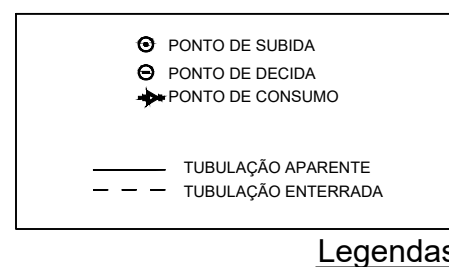 PONTO DE SUBIDA
PONTO DE DECIDA
PONTO DE CONSUMO
TUBULAÇÃO APARENTE
TUBULAÇÃO ENTERRADA
Legendas